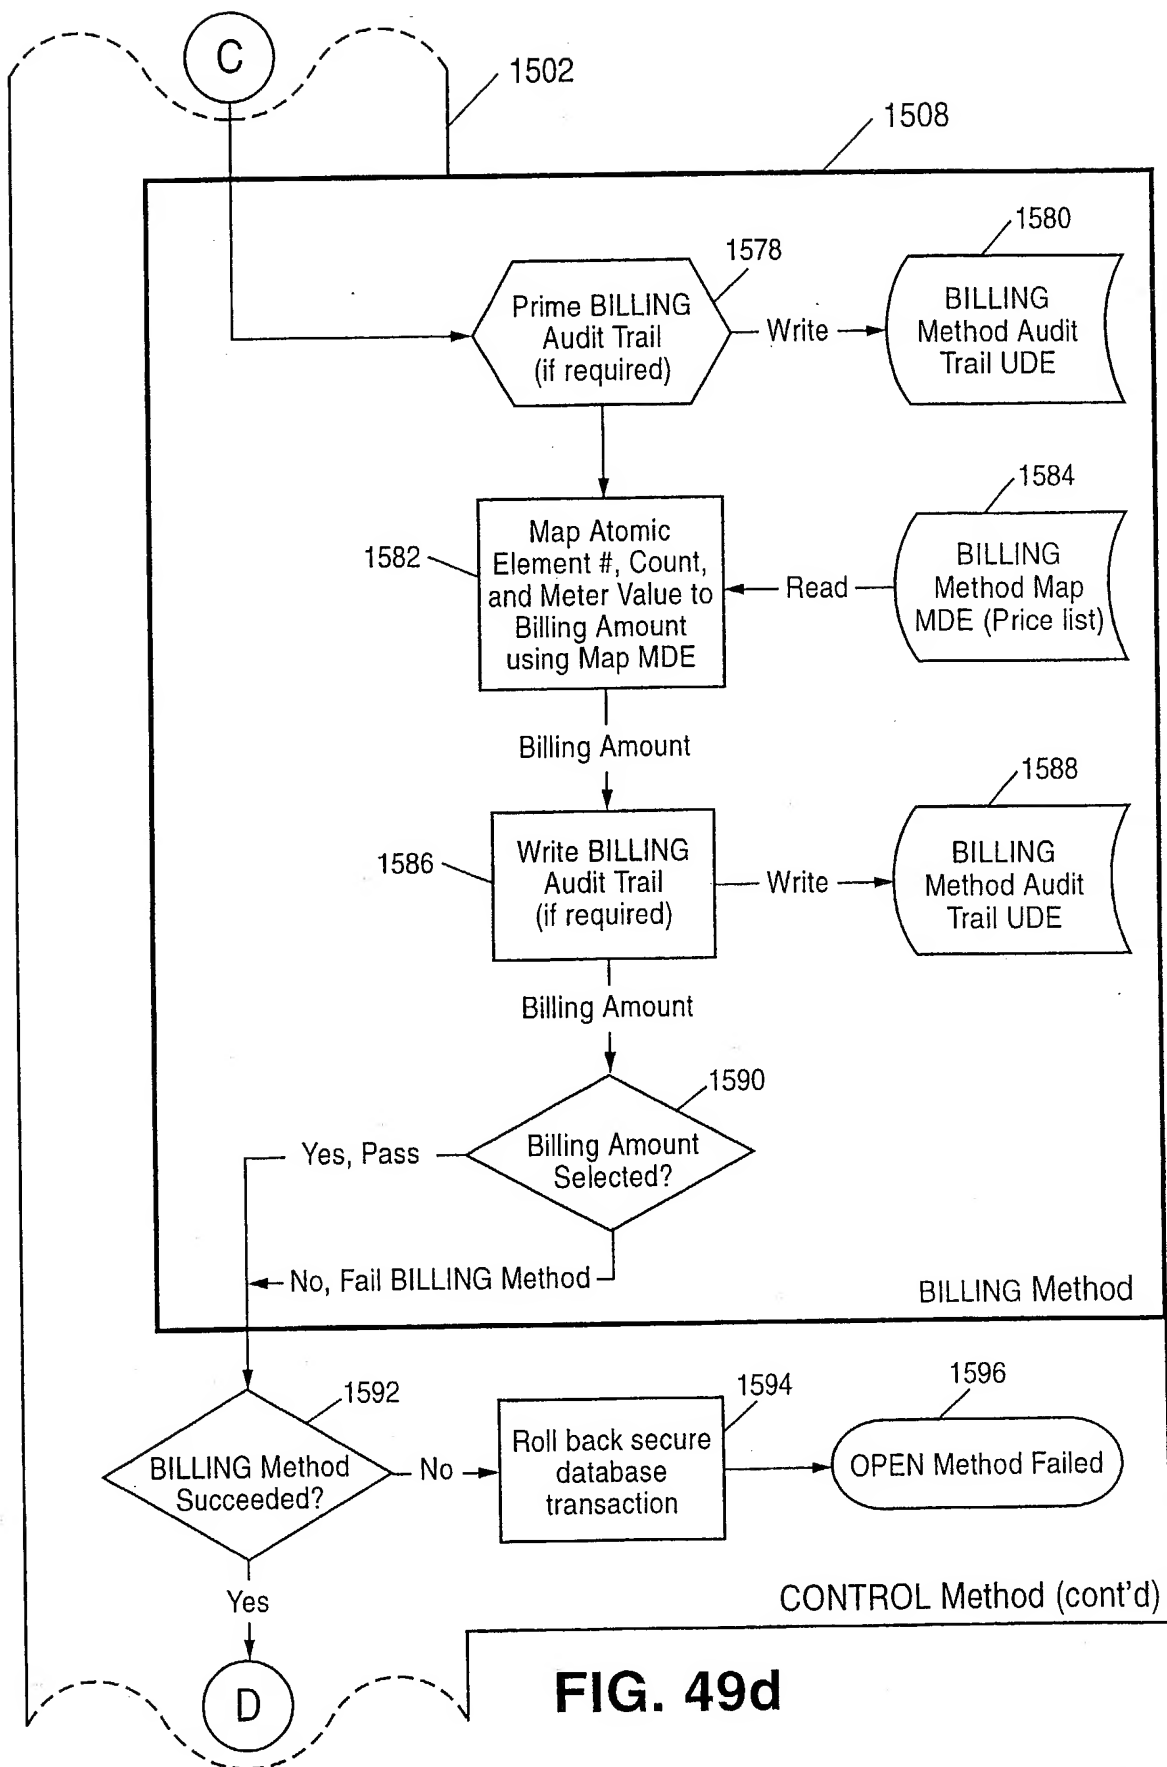 C
1502
1508
1578
1580
Prime BILLING
Audit Trail
(if required)
Write
BILLING
Method Audit
Trail UDE
1582
Map Atomic
Element #, Count,
and Meter Value to
Billing Amount
using Map MDE
Read
1584
BILLING
Method Map
MDE (Price list)
Billing Amount
1586
Write BILLING
Audit Trail
(if required)
Write
1588
BILLING
Method Audit
Trail UDE
Billing Amount
1590
Billing Amount
Selected?
Yes, Pass
No, Fail BILLING Method
BILLING Method
1592
BILLING Method
Succeeded?
No
1594
Roll back secure
database
transaction
1596
OPEN Method Failed
Yes
CONTROL Method (cont'd)
D
FIG. 49d